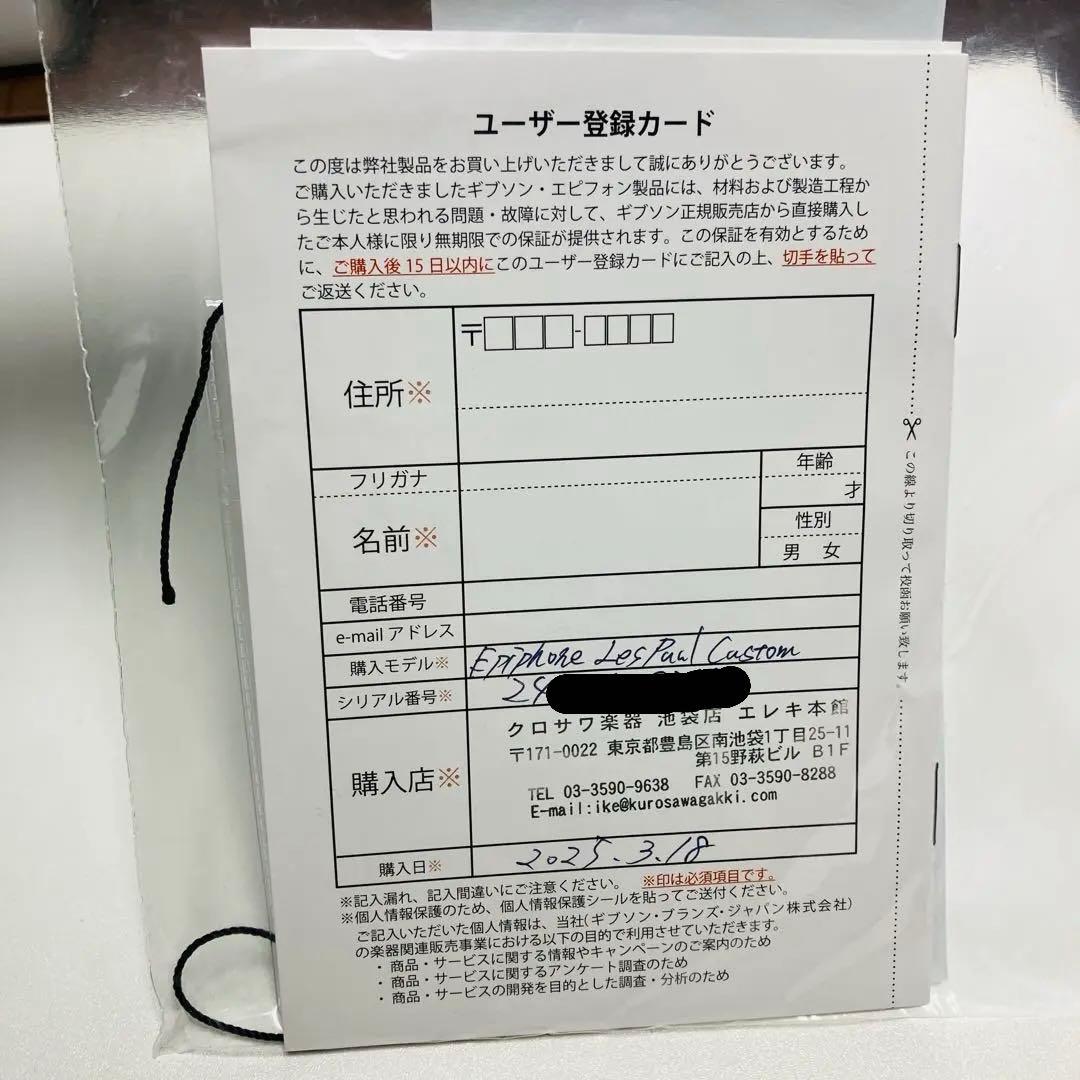 ユーザー登録カード
この度は弊社製品をお買い上げいただきまして誠にありがとうございます。
ご購入いただきましたギブソン・エピフォン製品には、材料および製造工程か
ら生じたと思われる問題・故障に対して、ギブソン正規販売店から直接購入し
たご本人様に限り無期限での保証が提供されます。この保証を有効とするため
に、ご購入後15日以内にこのユーザー登録カードにご記入の上、切手を貼って
ご返送ください。
〒
住所※
フリガナ
年齢
才
名前※
性別
男 女
電話番号
e-mail アドレス
購入モデル※ Epiphone Les Paul Custom
シリアル番号※ 24
購入店※
クロサワ楽器 池袋店 エレキ本館
〒171-0022 東京都豊島区南池袋1丁目25-11
第15野萩ビル B1F
TEL 03-3590-9638 FAX 03-3590-8288
E-mail:ike@kurosawagakki.com
購入日※ 2025.3.18
※記入漏れ、記入間違いにご注意ください。 ※印は必須項目です。
※個人情報保護のため、個人情報保護シールを貼ってご送付ください。
ご記入いただいた個人情報は、当社(ギブソン・ブランズ・ジャパン株式会社)
の楽器関連販売事業における以下の目的で利用させていただきます。
・商品・サービスに関する情報やキャンペーンのご案内のため
・商品・サービスに関するアンケート調査のため
・商品・サービスの開発を目的とした調査・分析のため
この線より切り取って投函お願い致します。